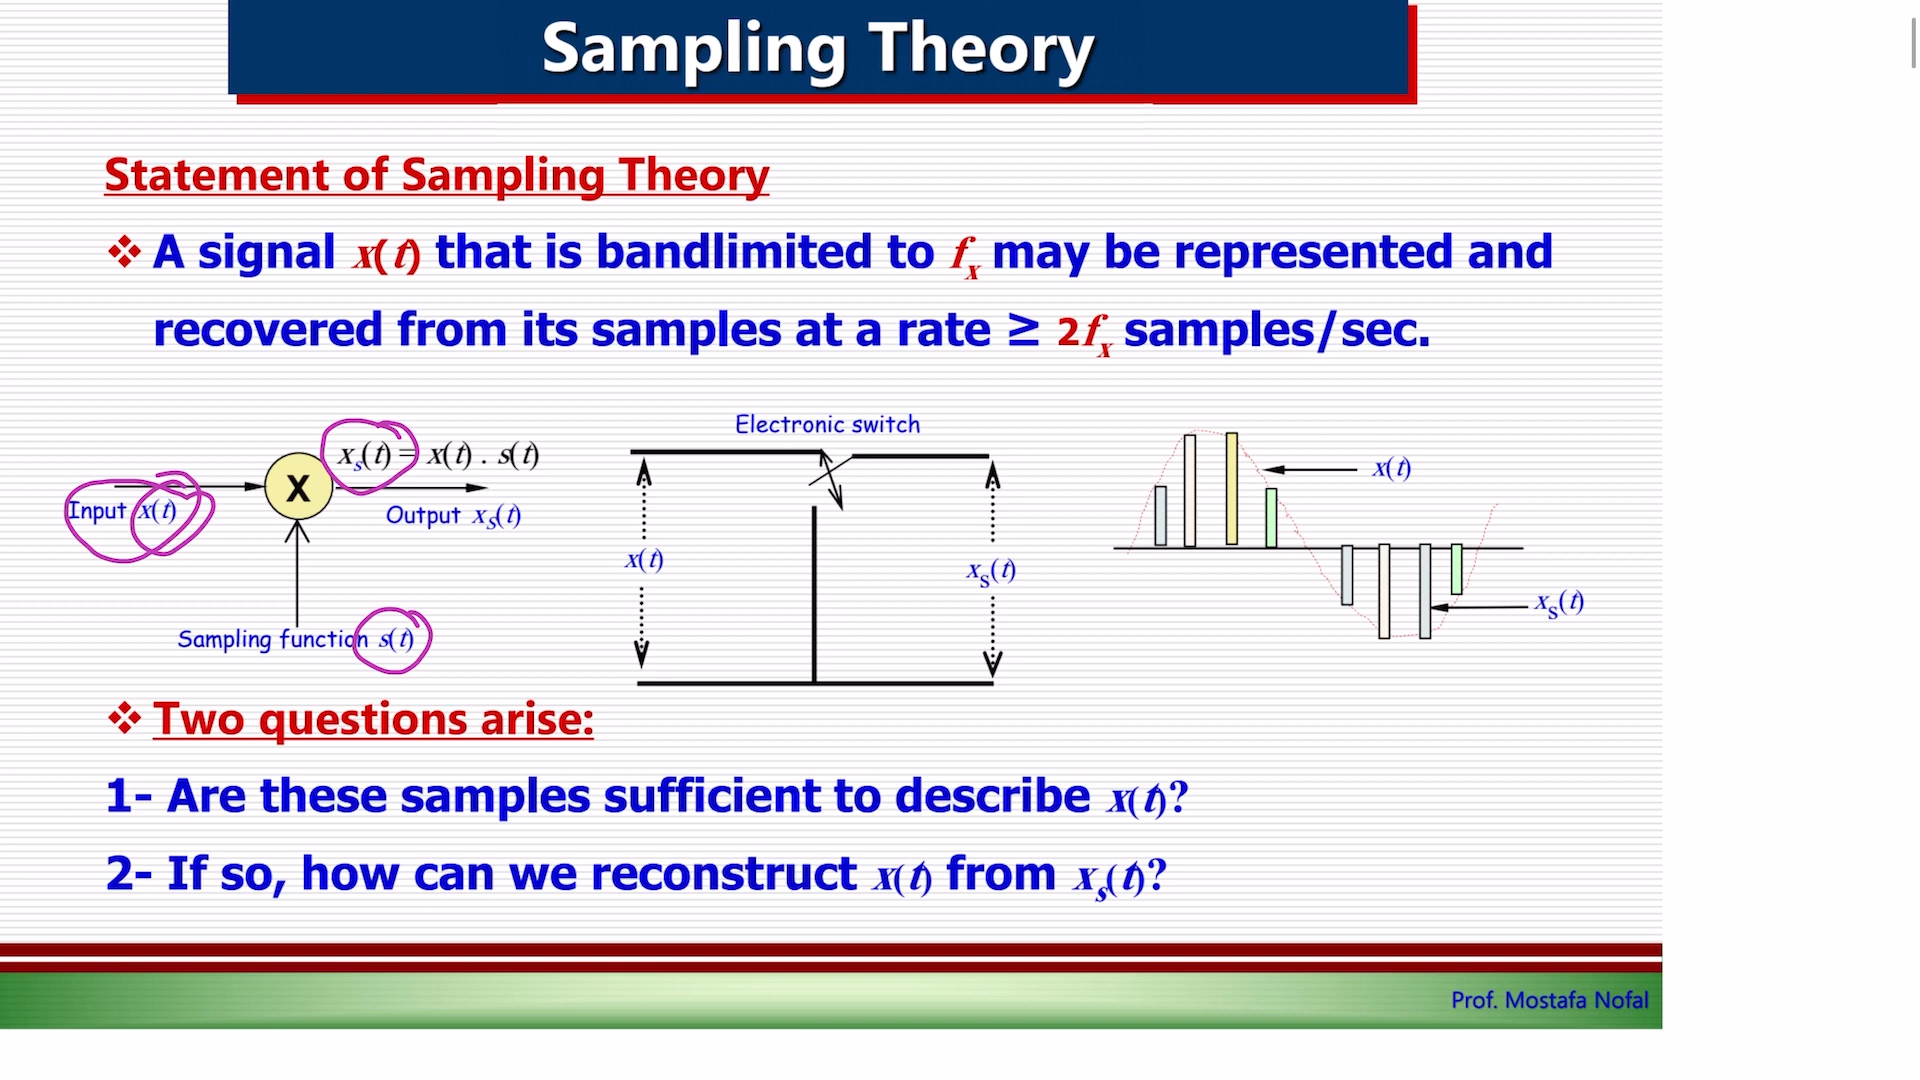 Sampling Theory
Statement of Sampling Theory
❖ A signal x(t) that is bandlimited to fₓ may be represented and
recovered from its samples at a rate ≥ 2fₓ samples/sec.
xₛ(t) = x(t) . s(t)
Input x(t)
X
Output xₛ(t)
Sampling function s(t)
Electronic switch
x(t)
xₛ(t)
x(t)
xₛ(t)
❖ Two questions arise:
1- Are these samples sufficient to describe x(t)?
2- If so, how can we reconstruct x(t) from xₛ(t)?
Prof. Mostafa Nofal